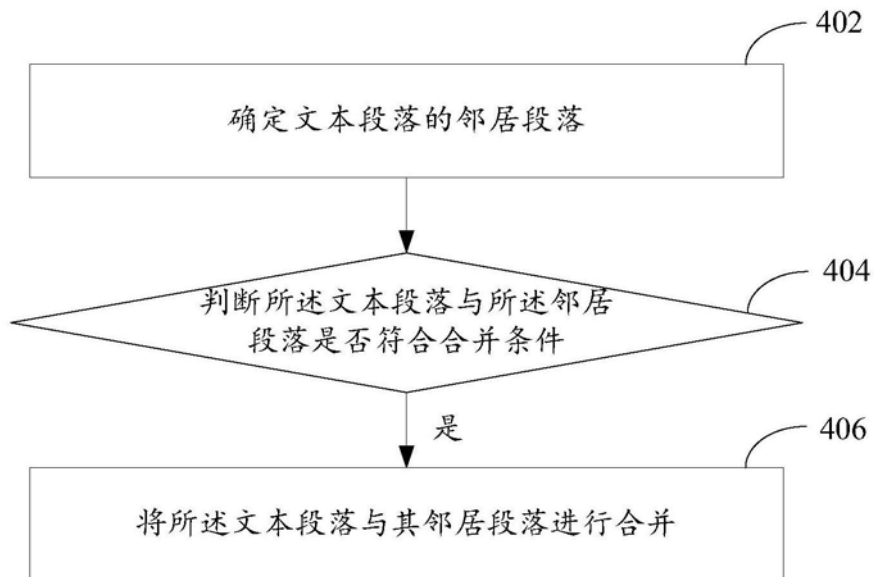 402
确定文本段落的邻居段落
404
判断所述文本段落与所述邻居
段落是否符合合并条件
是
406
将所述文本段落与其邻居段落进行合并